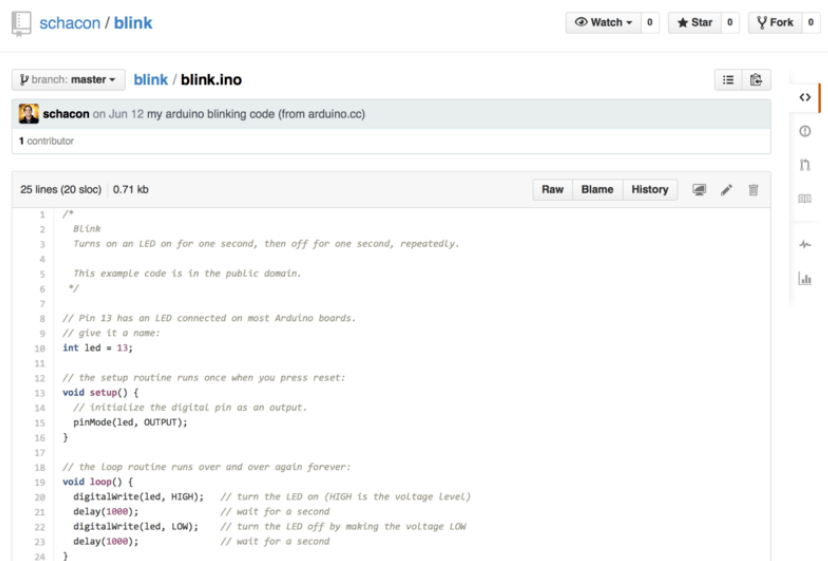 schacon / blink
Watch 0 Star 0 Fork 0
branch: master blink / blink.ino
schacon on Jun 12 my arduino blinking code (from arduino.cc)
1 contributor
25 lines (20 sloc) 0.71 kb Raw Blame History
1 /*
2   Blink
3   Turns on an LED on for one second, then off for one second, repeatedly.
4
5   This example code is in the public domain.
6  */
7
8 // Pin 13 has an LED connected on most Arduino boards.
9 // give it a name:
10 int led = 13;
11
12 // the setup routine runs once when you press reset:
13 void setup() {
14   // initialize the digital pin as an output.
15   pinMode(led, OUTPUT);
16 }
17
18 // the loop routine runs over and over again forever:
19 void loop() {
20   digitalWrite(led, HIGH);   // turn the LED on (HIGH is the voltage level)
21   delay(1000);               // wait for a second
22   digitalWrite(led, LOW);    // turn the LED off by making the voltage LOW
23   delay(1000);               // wait for a second
24 }